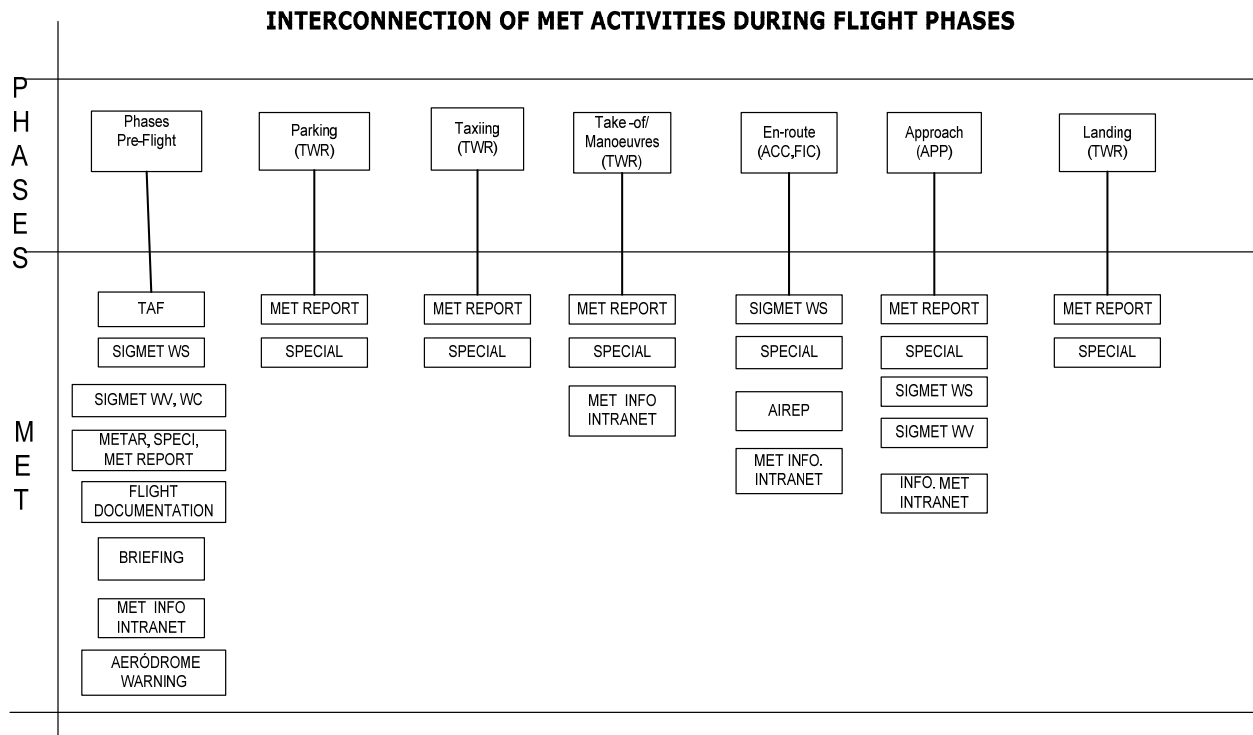 INTERCONNECTION OF MET ACTIVITIES DURING FLIGHT PHASES
P
H
A
S
E
S
Phases
Pre-Flight
Parking
(TWR)
Taxiing
(TWR)
Take -of/
Manoeuvres
(TWR)
En-route
(ACC,FIC)
Approach
(APP)
Landing
(TWR)
M
E
T
TAF
SIGMET WS
SIGMET WV, WC
METAR, SPECI,
MET REPORT
FLIGHT
DOCUMENTATION
BRIEFING
MET INFO
INTRANET
AERÓDROME
WARNING
MET REPORT
SPECIAL
MET REPORT
SPECIAL
MET REPORT
SPECIAL
MET INFO
INTRANET
SIGMET WS
SPECIAL
AIREP
MET INFO.
INTRANET
MET REPORT
SPECIAL
SIGMET WS
SIGMET WV
INFO. MET
INTRANET
MET REPORT
SPECIAL